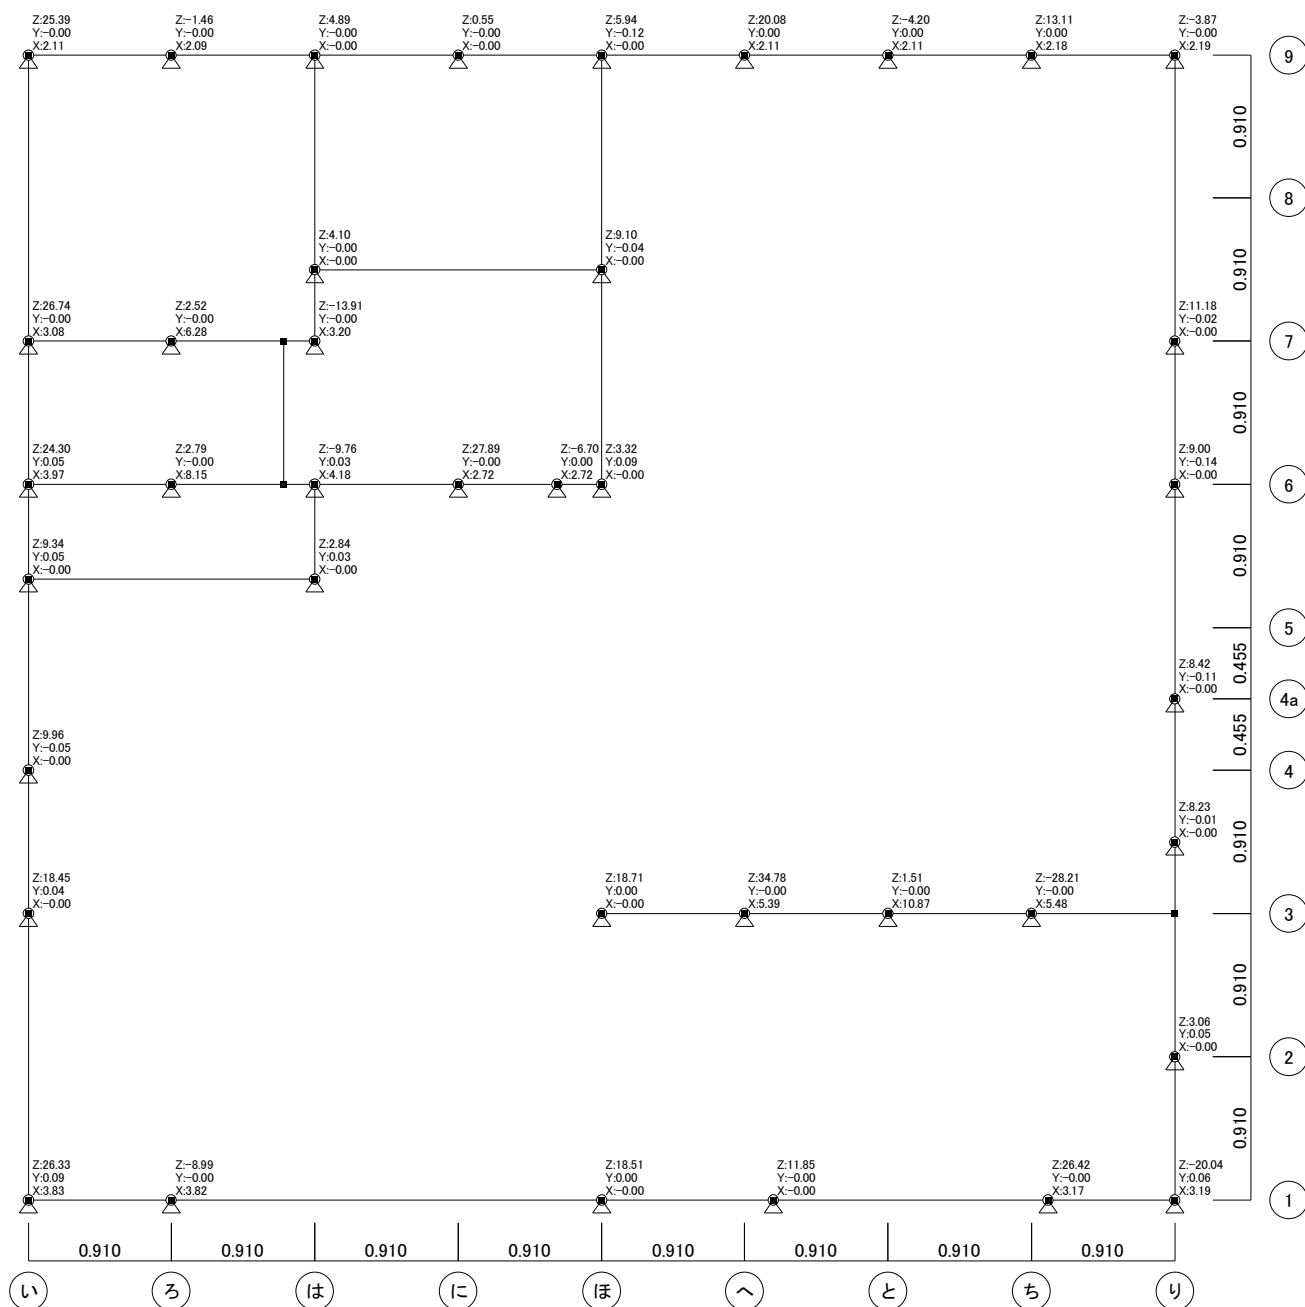 Z:25.39
Y:-0.00
X:2.11
Z:-1.46
Y:-0.00
X:2.09
Z:4.89
Y:-0.00
X:-0.00
Z:0.55
Y:-0.00
X:-0.00
Z:5.94
Y:-0.12
X:-0.00
Z:20.08
Y:0.00
X:2.11
Z:-4.20
Y:0.00
X:2.11
Z:13.11
Y:0.00
X:2.18
Z:-3.87
Y:-0.00
X:2.19
9
0.910
8
Z:4.10
Y:-0.00
X:-0.00
Z:9.10
Y:-0.04
X:-0.00
0.910
Z:26.74
Y:-0.00
X:3.08
Z:2.52
Y:-0.00
X:6.28
Z:-13.91
Y:-0.00
X:3.20
Z:11.18
Y:-0.02
X:-0.00
7
0.910
Z:24.30
Y:0.05
X:3.97
Z:2.79
Y:-0.00
X:8.15
Z:-9.76
Y:0.03
X:4.18
Z:27.89
Y:-0.00
X:2.72
Z:-6.70
Y:0.00
X:2.72
Z:3.32
Y:0.09
X:-0.00
Z:9.00
Y:-0.14
X:-0.00
6
0.910
Z:9.34
Y:0.05
X:-0.00
Z:2.84
Y:0.03
X:-0.00
5
0.455
Z:8.42
Y:-0.11
X:-0.00
4a
0.455
Z:9.96
Y:-0.05
X:-0.00
4
Z:8.23
Y:-0.01
X:-0.00
0.910
Z:18.45
Y:0.04
X:-0.00
Z:18.71
Y:0.00
X:-0.00
Z:34.78
Y:-0.00
X:5.39
Z:1.51
Y:-0.00
X:10.87
Z:-28.21
Y:-0.00
X:5.48
3
0.910
Z:3.06
Y:0.05
X:-0.00
2
0.910
Z:26.33
Y:0.09
X:3.83
Z:-8.99
Y:-0.00
X:3.82
Z:18.51
Y:0.00
X:-0.00
Z:11.85
Y:-0.00
X:-0.00
Z:26.42
Y:-0.00
X:3.17
Z:-20.04
Y:0.06
X:3.19
1
0.910
0.910
0.910
0.910
0.910
0.910
0.910
0.910
い
ろ
は
に
ほ
へ
と
ち
り